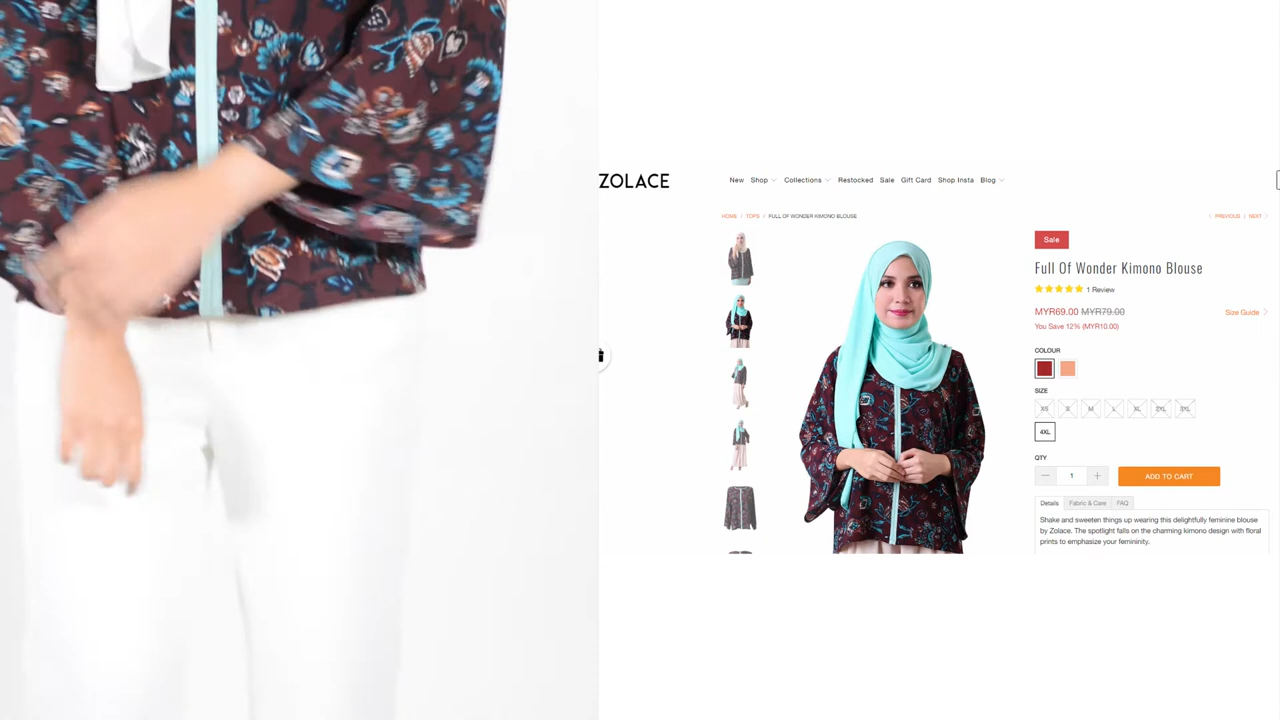 ZOLACE
New Shop Collections Restocked Sale Gift Card Shop Insta Blog
HOME / TOPS / FULL OF WONDER KIMONO BLOUSE
PREVIOUS | NEXT
Sale
Full Of Wonder Kimono Blouse
1 Review
MYR69.00 MYR79.00
Size Guide
You Save 12% (MYR10.00)
COLOUR
SIZE
XS S M L XL 2XL 3XL
4XL
QTY
1
ADD TO CART
Details Fabric & Care FAQ
Shake and sweeten things up wearing this delightfully feminine blouse
by Zolace. The spotlight falls on the charming kimono design with floral
prints to emphasize your femininity.